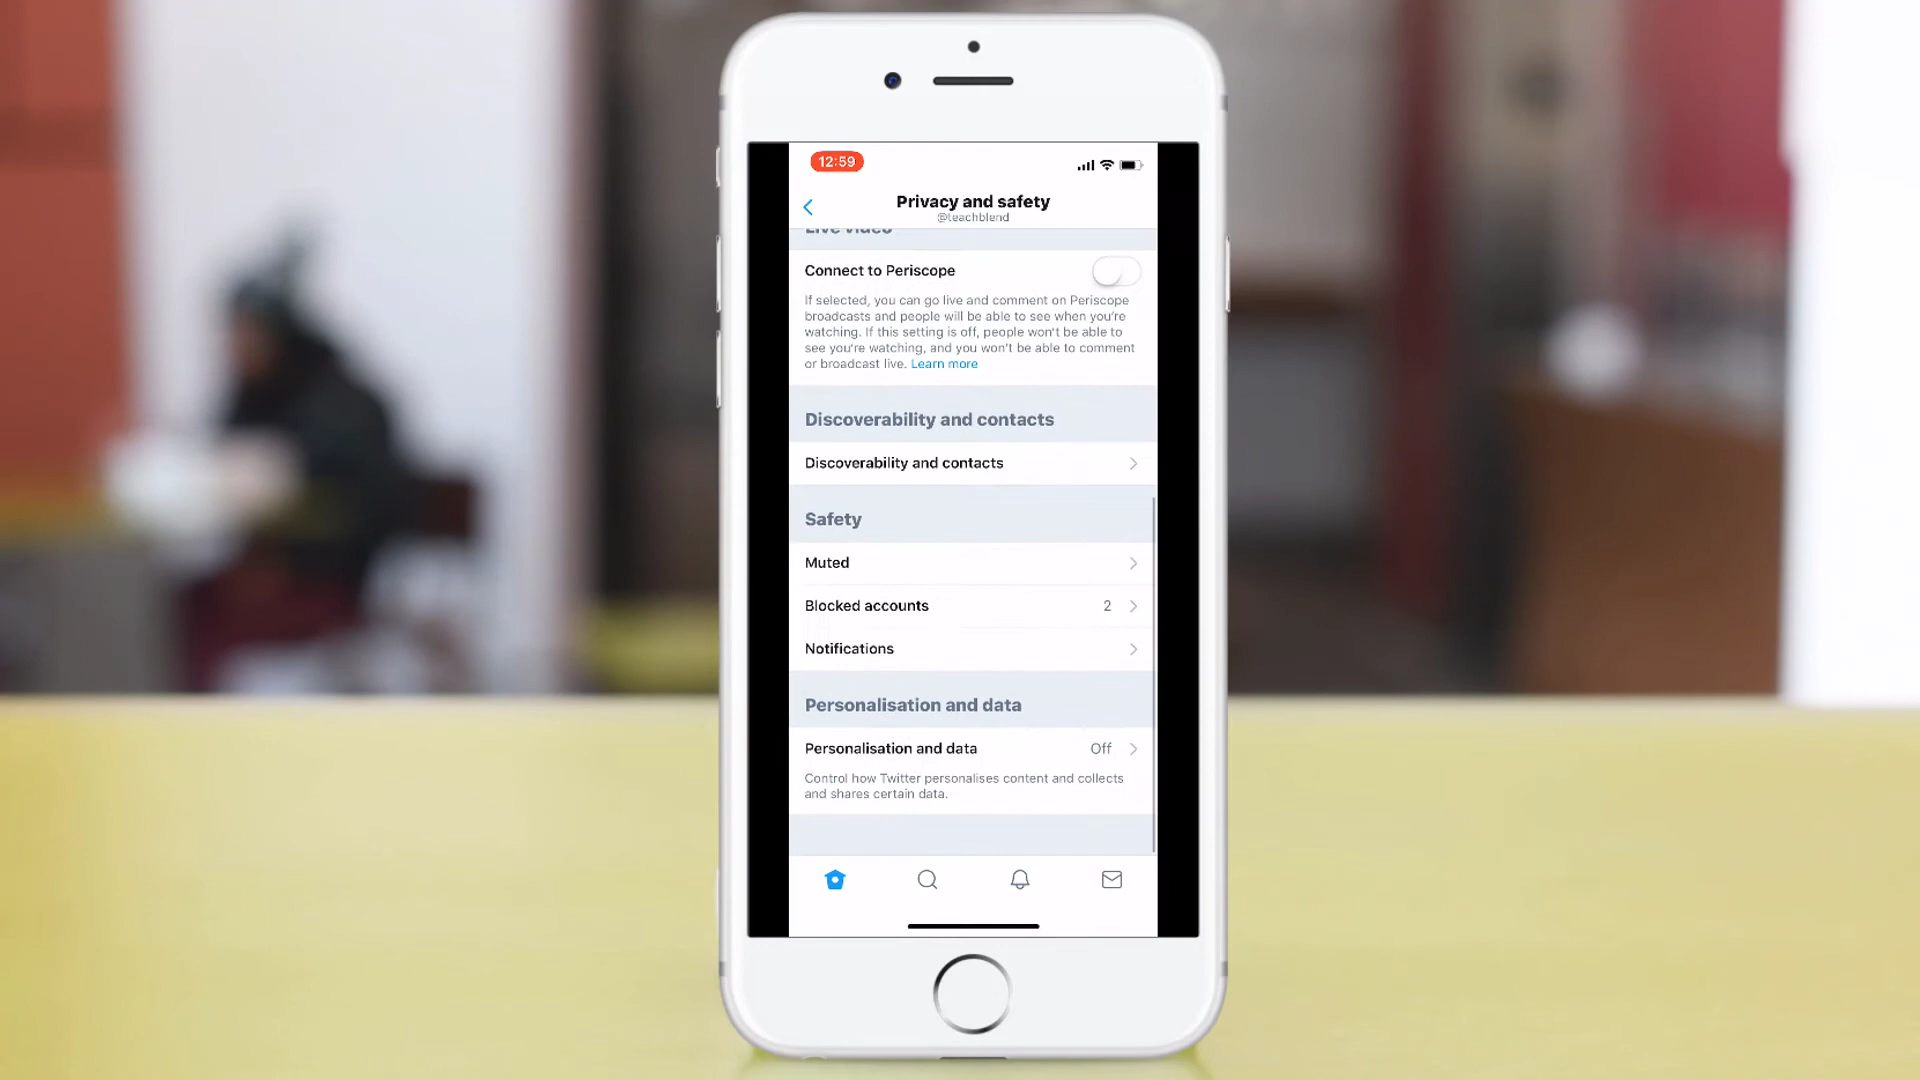 12:59
Privacy and safety
@teachblend
Live video
Connect to Periscope
If selected, you can go live and comment on Periscope
broadcasts and people will be able to see when you're
watching. If this setting is off, people won't be able to
see you're watching, and you won't be able to comment
or broadcast live. Learn more
Discoverability and contacts
Discoverability and contacts
Safety
Muted
Blocked accounts 2
Notifications
Personalisation and data
Personalisation and data Off
Control how Twitter personalises content and collects
and shares certain data.